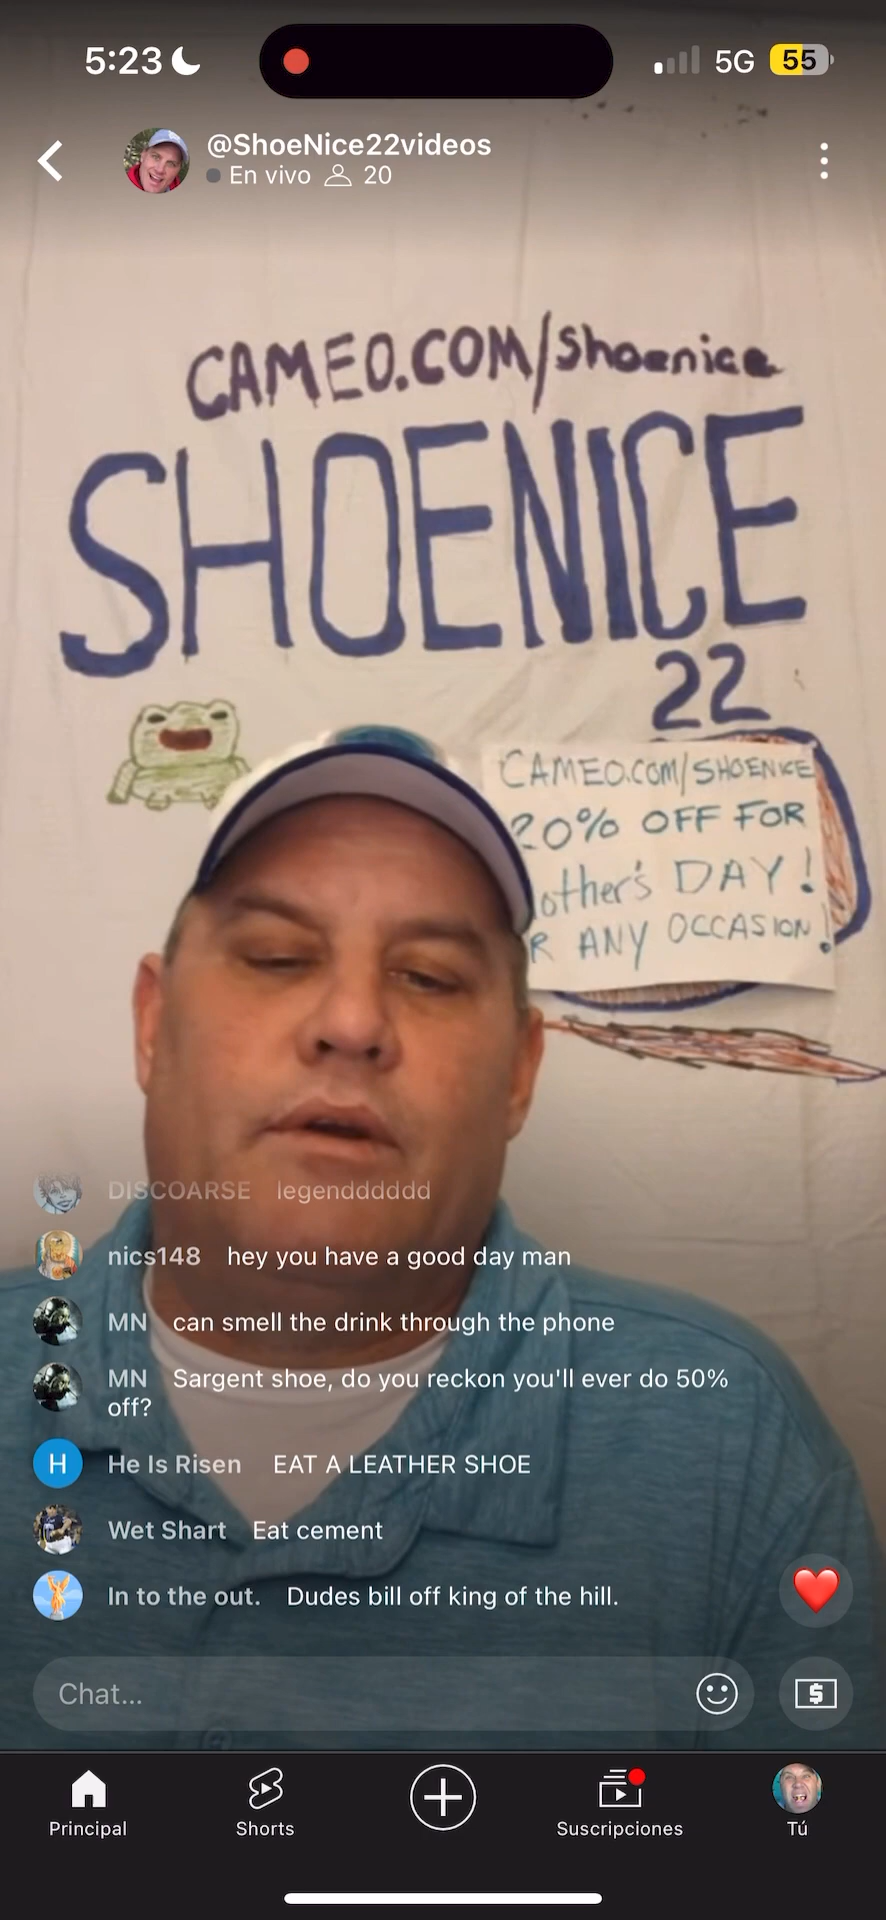 5:23
5G
55
@ShoeNice22videos
En vivo 20
CAMEO.COM/Shoenice
SHOENICE
22
CAMEO.COM/SHOENICE
20% OFF FOR
other's DAY!
R ANY OCCASION!
DISCOARSE legendddddd
nics148 hey you have a good day man
MN can smell the drink through the phone
MN Sargent shoe, do you reckon you'll ever do 50%
off?
H He Is Risen EAT A LEATHER SHOE
Wet Shart Eat cement
In to the out. Dudes bill off king of the hill.
Chat...
$
Principal Shorts Suscripciones Tú